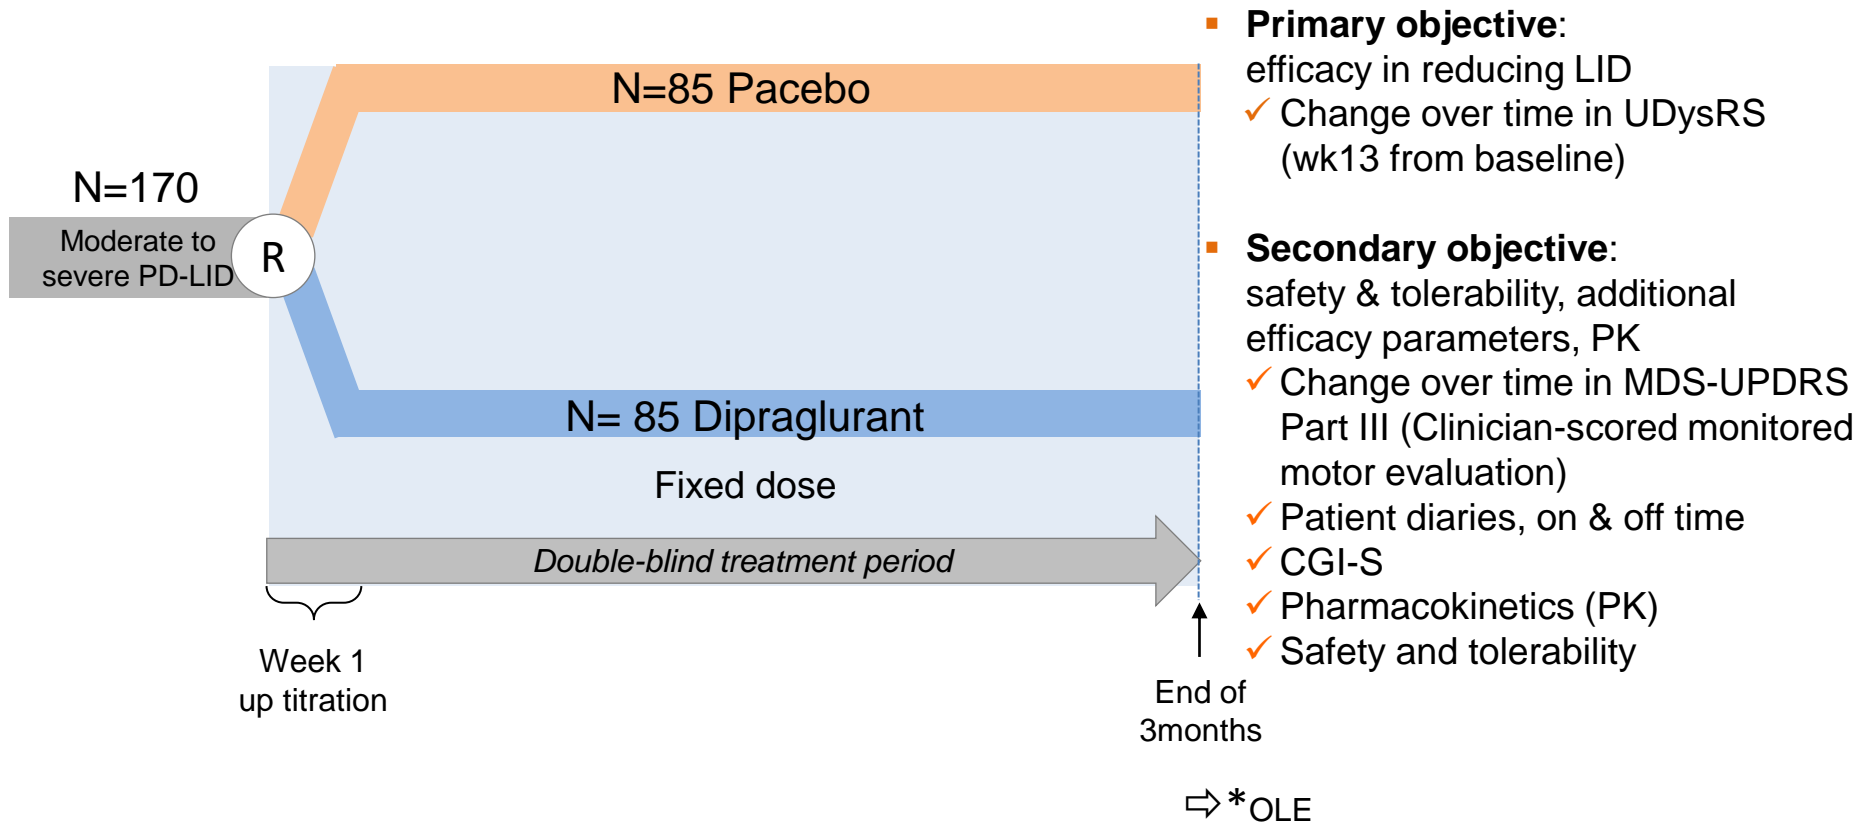 N=170
Moderate to
severe PD-LID
R
N=85 Pacebo
N= 85 Dipraglurant
Fixed dose
Double-blind treatment period
Week 1
up titration
End of
3months
⇨ *OLE
▪ Primary objective:
efficacy in reducing LID
✓ Change over time in UDysRS
(wk13 from baseline)
▪ Secondary objective:
safety & tolerability, additional
efficacy parameters, PK
✓ Change over time in MDS-UPDRS
Part III (Clinician-scored monitored
motor evaluation)
✓ Patient diaries, on & off time
✓ CGI-S
✓ Pharmacokinetics (PK)
✓ Safety and tolerability